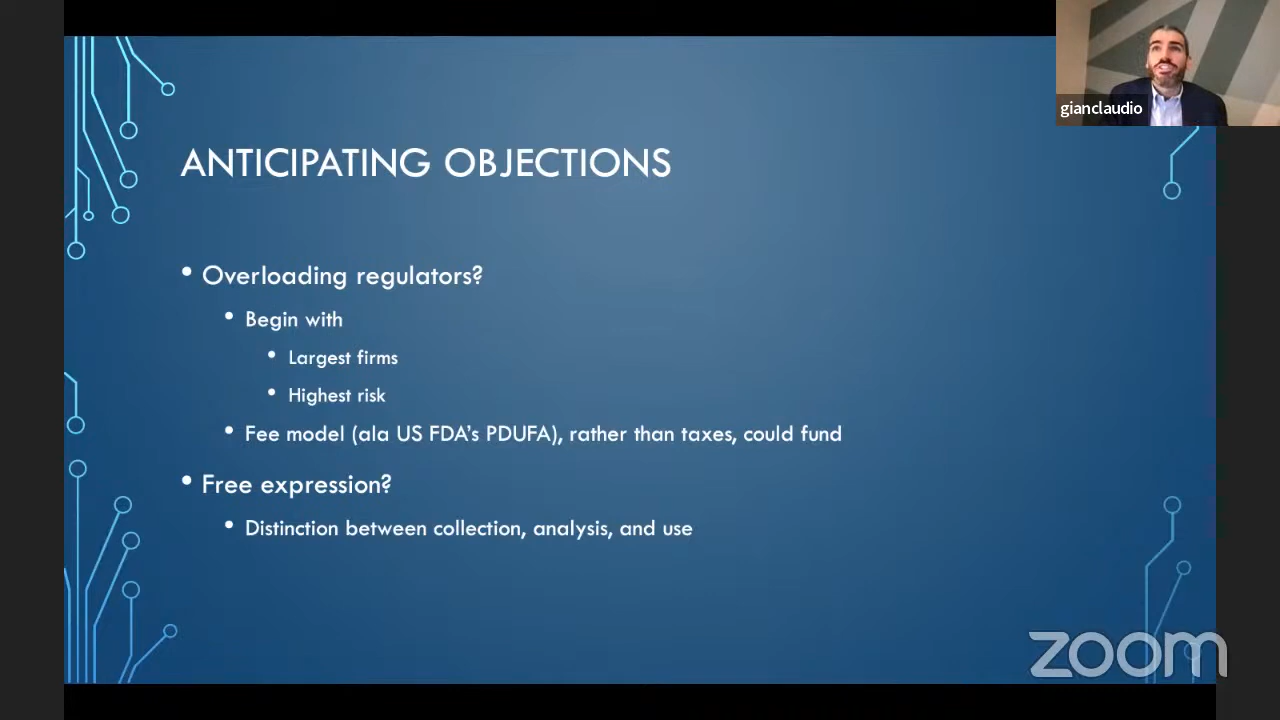 gianclaudio
ANTICIPATING OBJECTIONS
• Overloading regulators?
• Begin with
• Largest firms
• Highest risk
• Fee model (ala US FDA's PDUFA), rather than taxes, could fund
• Free expression?
• Distinction between collection, analysis, and use
zoom